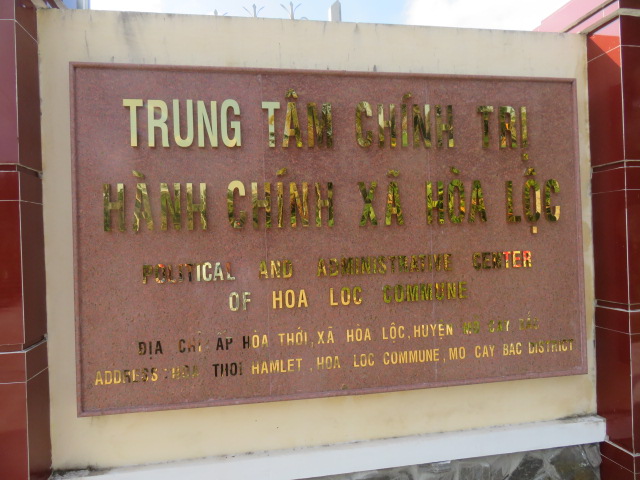 TRUNG TÂM CHÍNH TRỊ
HÀNH CHÍNH XÃ HÒA LỘC
POLITICAL AND ADMINISTRATIVE CENTER
OF HOA LOC COMMUNE
ĐỊA CHỈ: ẤP HÒA THỚI, XÃ HÒA LỘC, HUYỆN MỎ CÀY BẮC
ADDRESS: HOA THOI HAMLET, HOA LOC COMMUNE, MO CAY BAC DISTRICT